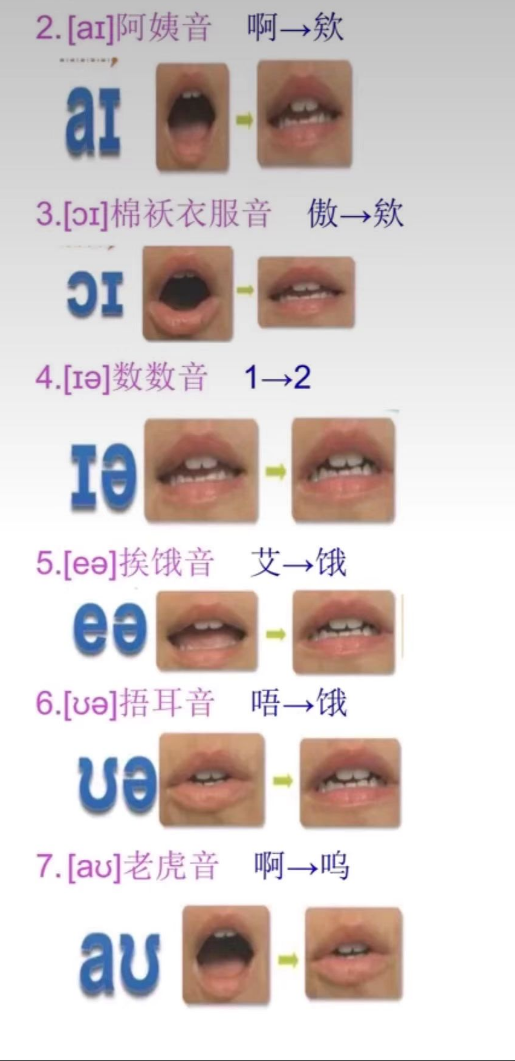 2.[aɪ]阿姨音 啊→欸
aɪ
3.[ɔɪ]棉袄衣服音 傲→欸
ɔɪ
4.[ɪə]数数音 1→2
ɪə
5.[eə]挨饿音 艾→饿
eə
6.[ʊə]捂耳音 唔→饿
ʊə
7.[aʊ]老虎音 啊→呜
aʊ